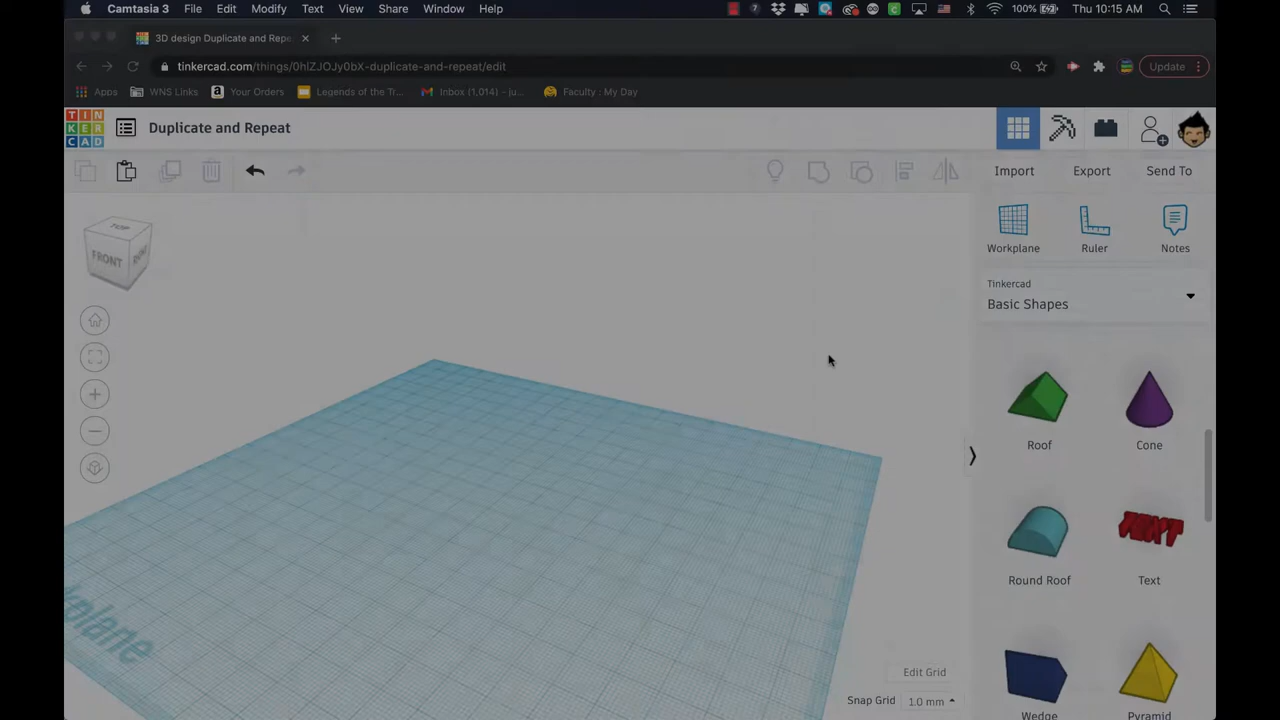 Camtasia 3 File Edit Modify Text View Share Window Help 100% Thu 10:15 AM
3D design Duplicate and Repe
tinkercad.com/things/0hlZJOJy0bX-duplicate-and-repeat/edit Update
Apps WNS Links Your Orders Legends of the Tr... Inbox (1,014) - ju... Faculty : My Day
TIN
KER
CAD
Duplicate and Repeat
Import Export Send To
TOP
FRONT
Workplane Ruler Notes
Tinkercad
Basic Shapes
Roof Cone
TEXT
Round Roof Text
kplane
Edit Grid
Snap Grid 1.0 mm
Wedge Pyramid